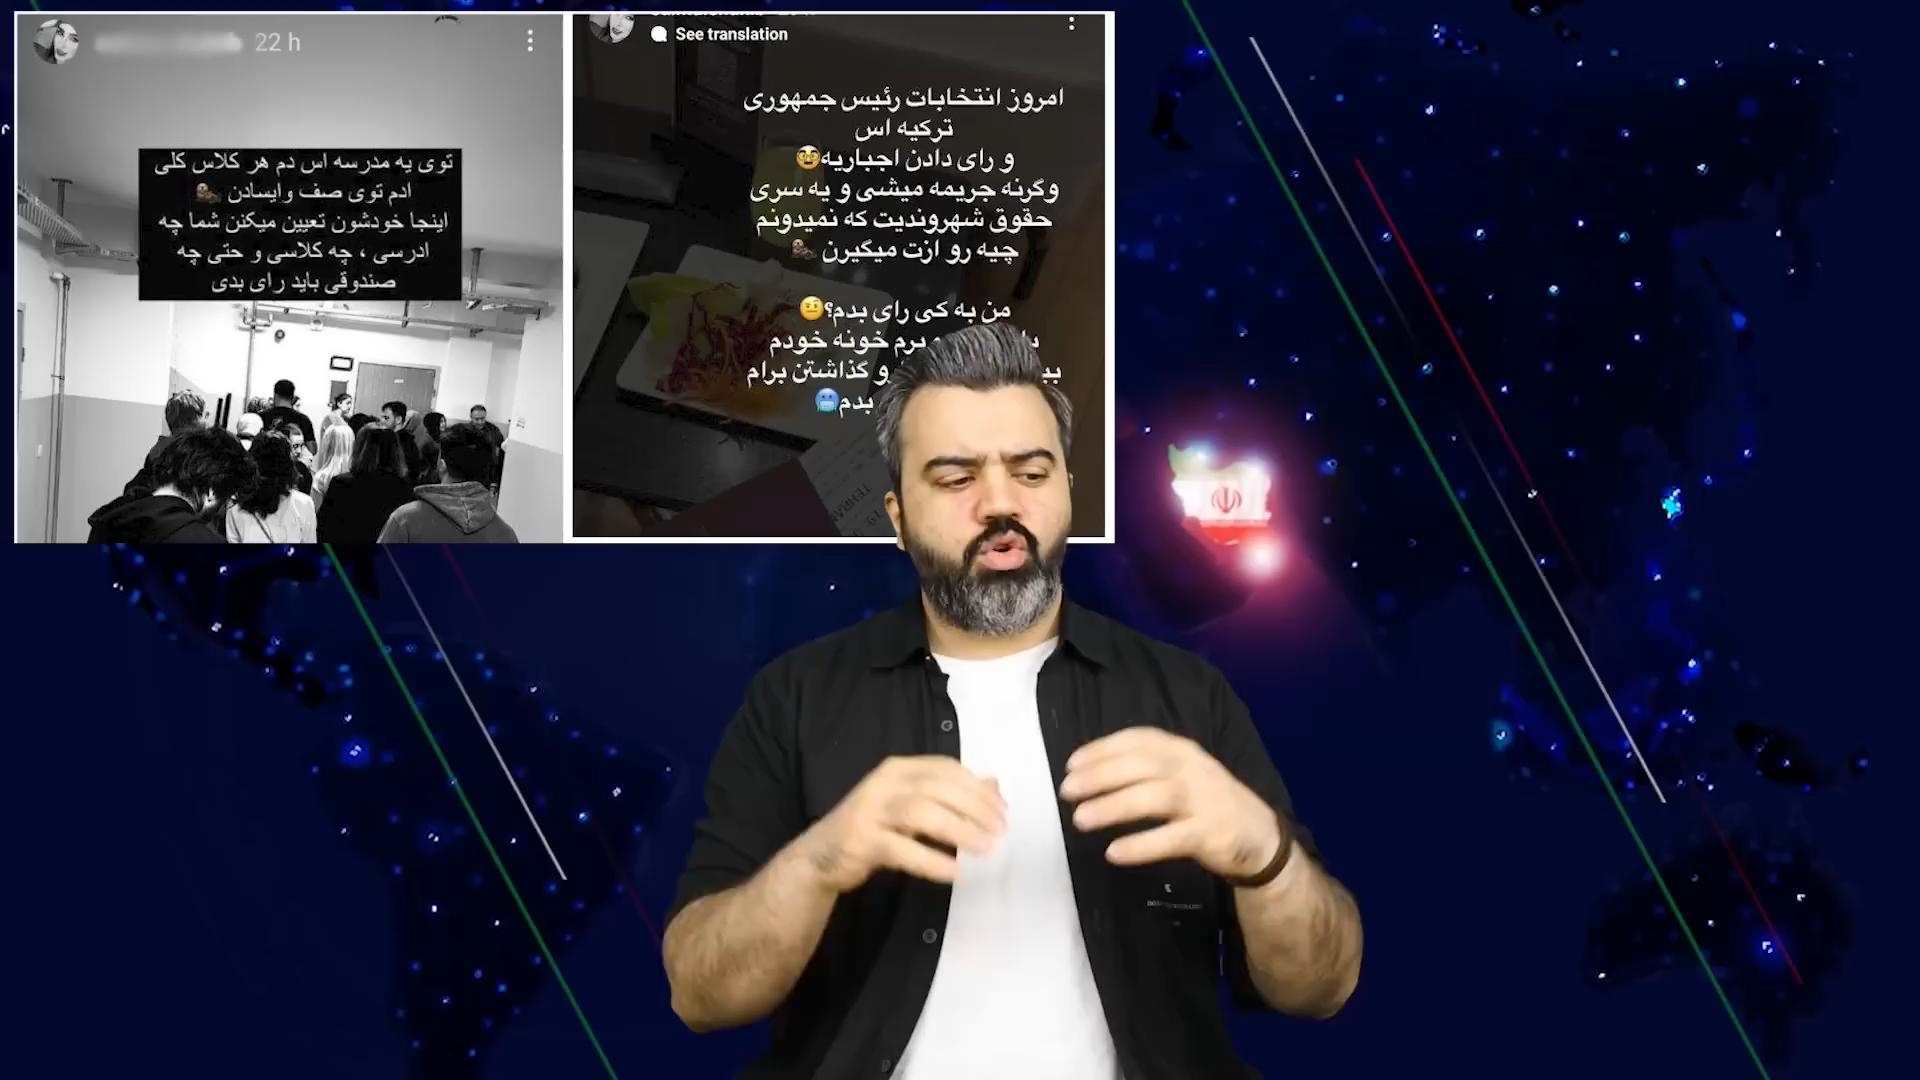 22 h
توی یه مدرسه اس دم هر کلاس کلی
ادم توی صف وایسادن 🦦
اینجا خودشون تعیین میکنن شما چه
ادرسی ، چه کلاسی و حتی چه
صندوقی باید رای بدی
See translation
امروز انتخابات رئیس جمهوری
ترکیه اس
و رای دادن اجباریه🥸
وگرنه جریمه میشی و یه سری
حقوق شهروندیت که نمیدونم
چیه رو ازت میگیرن 🦦
من به کی رای بدم؟🤨
برم خونه خودم
و گذاشتن برام
بدم🥶